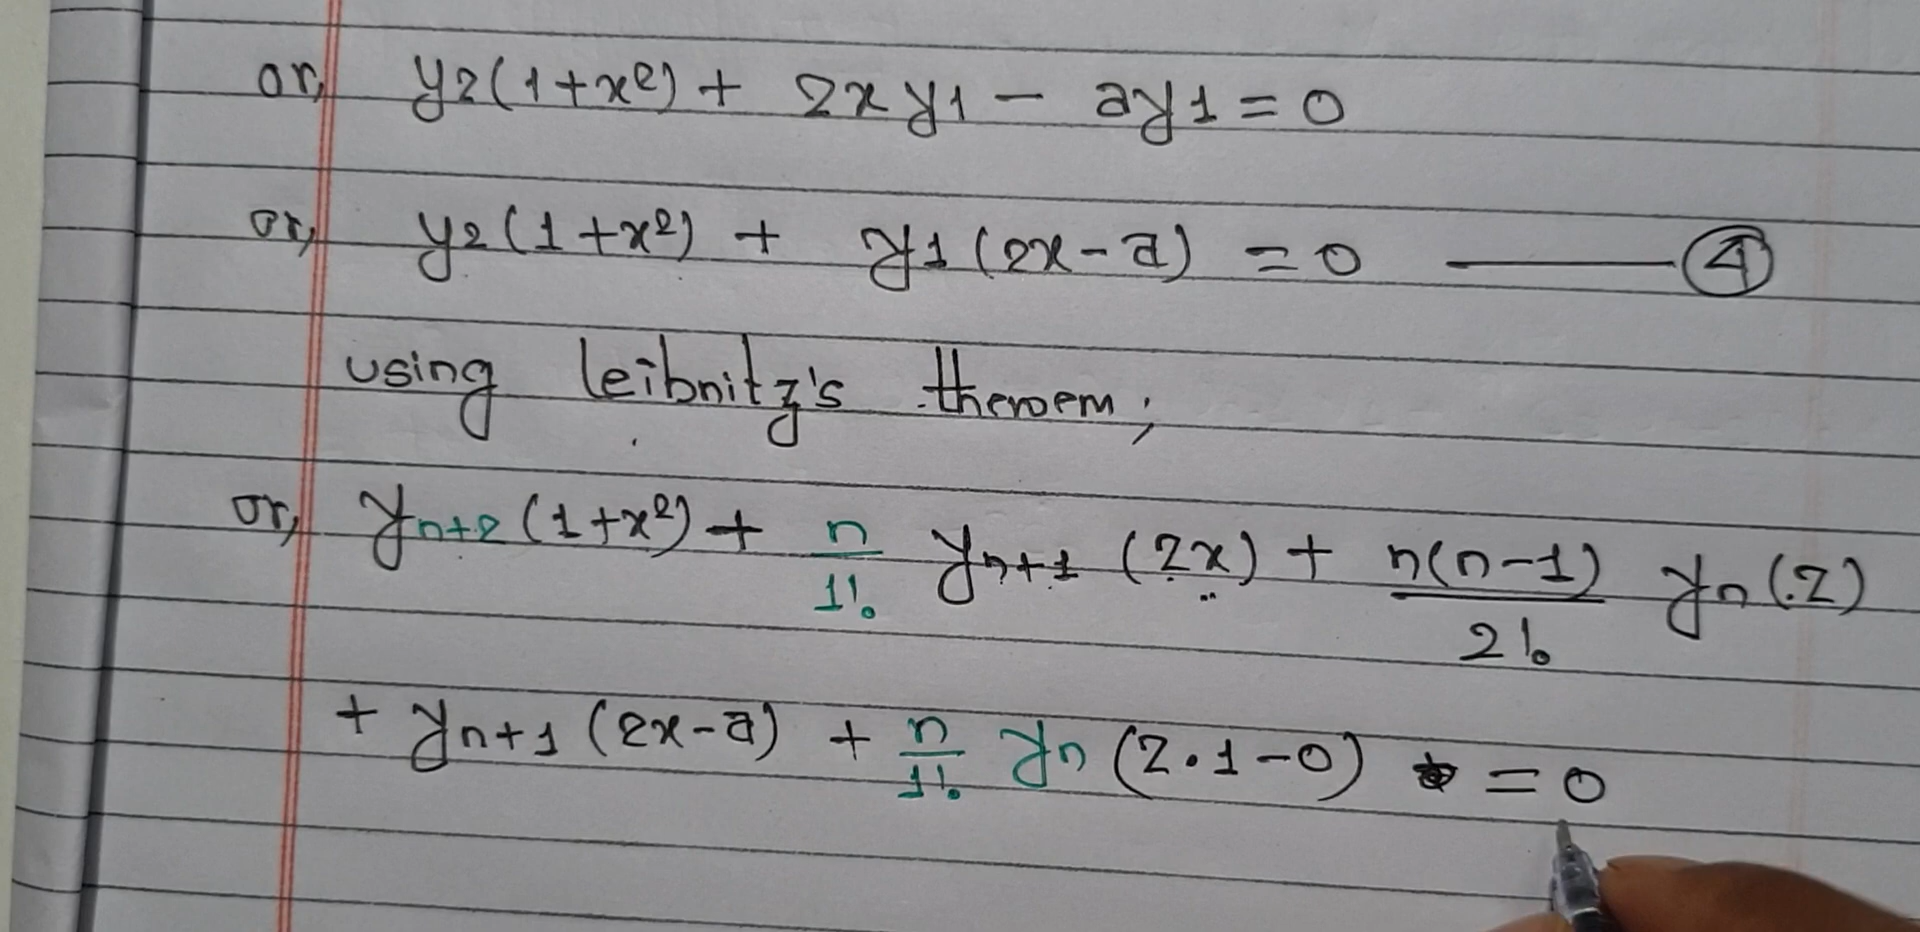 or, y2(1+x²) + 2xy1 - ay1 = 0
or, y2(1+x²) + y1(2x-a) = 0 ——— ④
using leibnitz's theroem;
or, yn+2(1+x²) + n/1! yn+1(2x) + n(n-1)/2! yn(2)
+ yn+1(2x-a) + n/1! yn(2·1-0) = 0